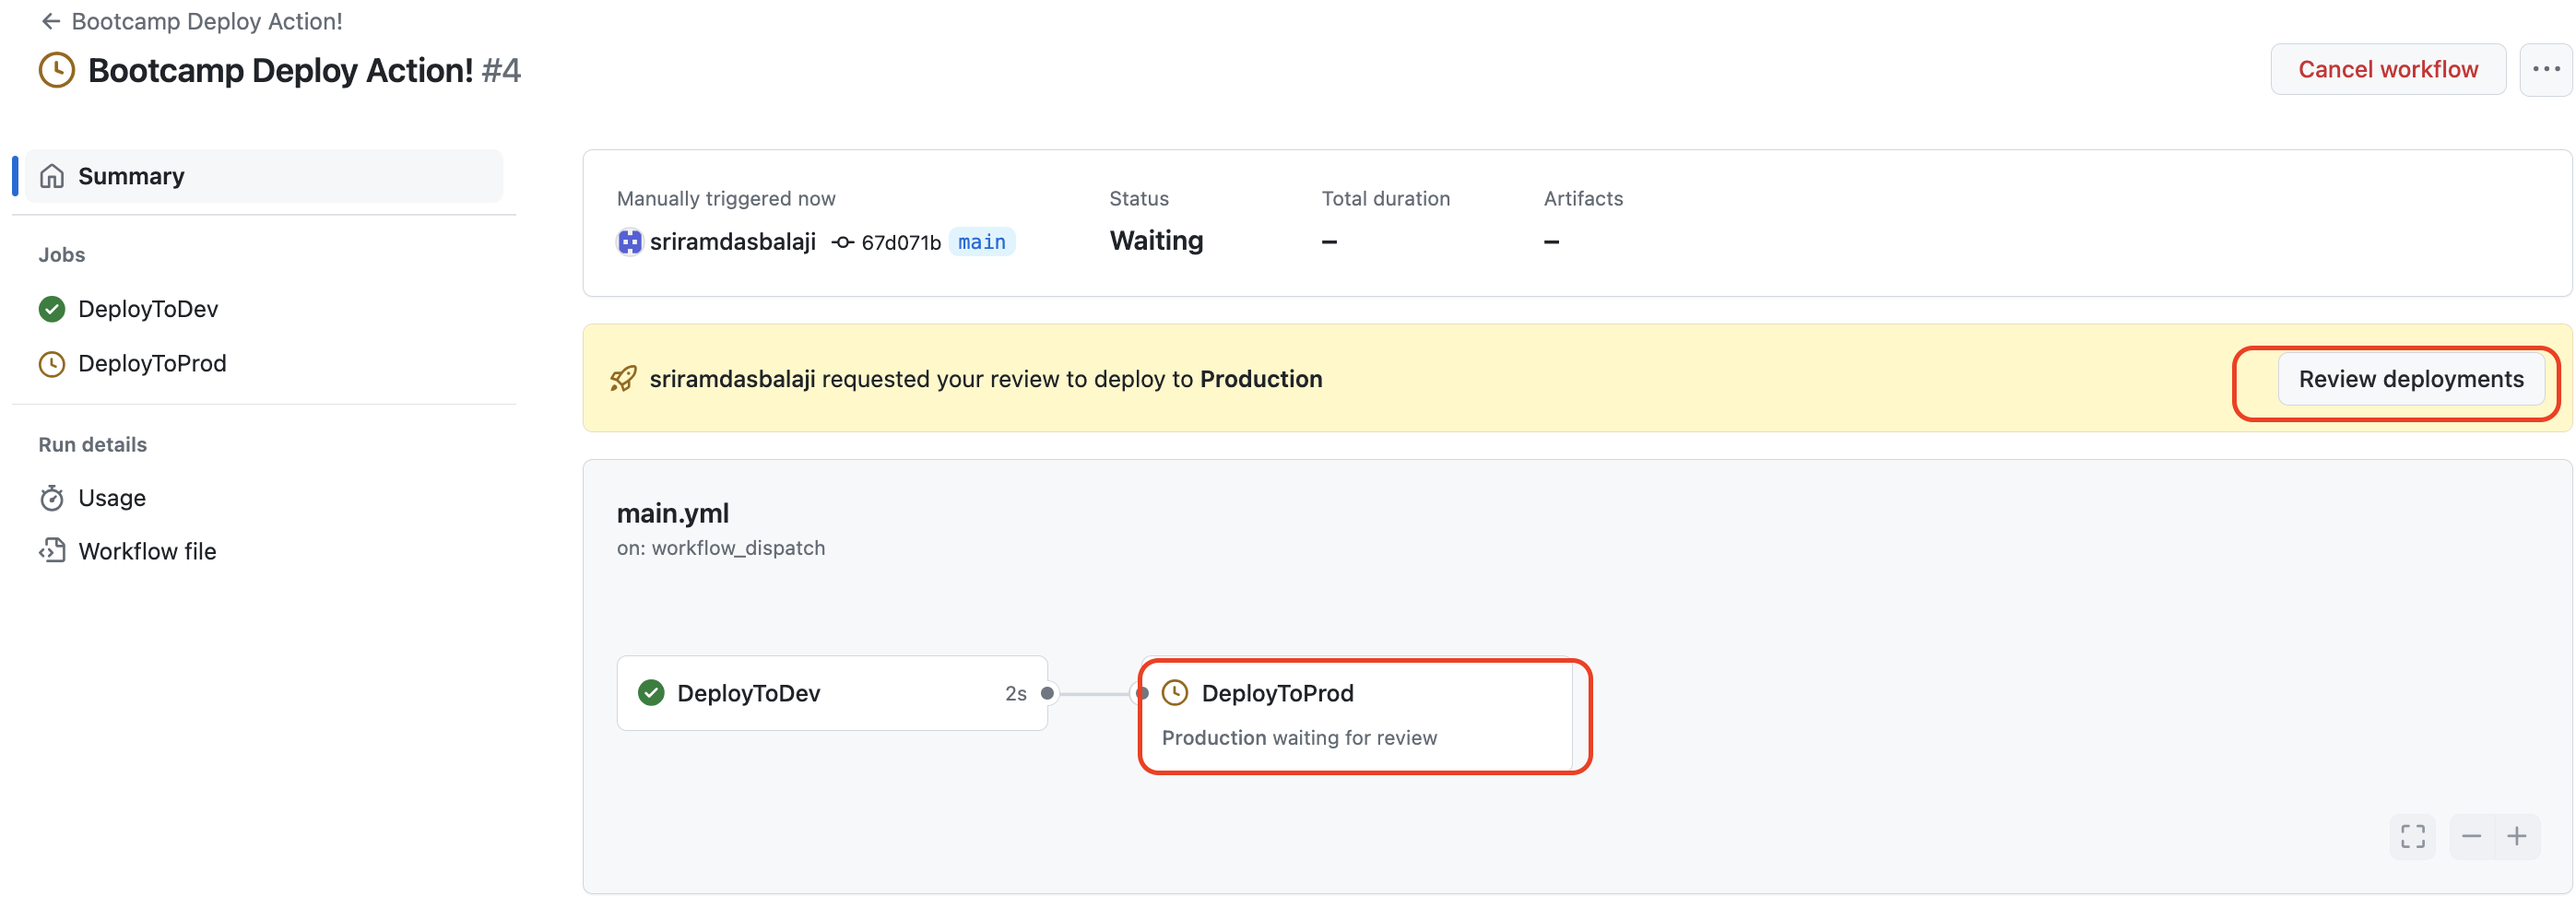 ← Bootcamp Deploy Action!
Bootcamp Deploy Action! #4
Cancel workflow
...
Summary
Jobs
DeployToDev
DeployToProd
Run details
Usage
Workflow file
Manually triggered now
sriramdasbalaji 67d071b main
Status
Waiting
Total duration
–
Artifacts
–
sriramdasbalaji requested your review to deploy to Production
Review deployments
main.yml
on: workflow_dispatch
DeployToDev 2s
DeployToProd
Production waiting for review